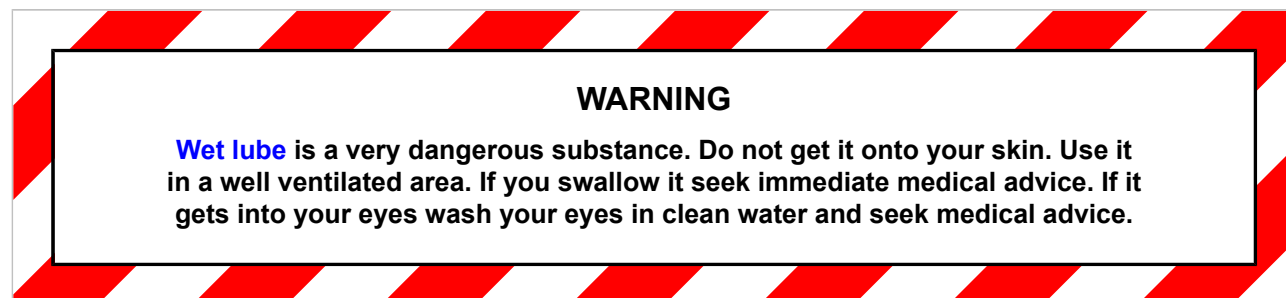 WARNING
Wet lube is a very dangerous substance. Do not get it onto your skin. Use it
in a well ventilated area. If you swallow it seek immediate medical advice. If it
gets into your eyes wash your eyes in clean water and seek medical advice.